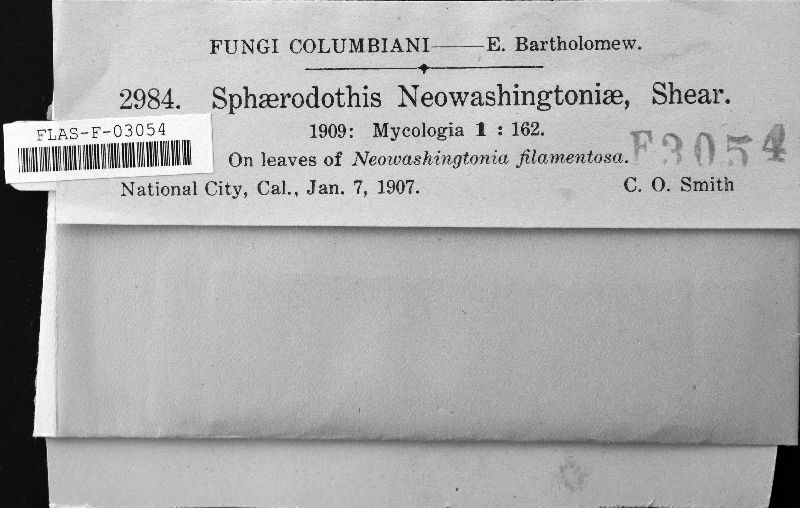 FUNGI COLUMBIANI——E. Bartholomew.
2984. Sphærodothis Neowashingtoniæ, Shear.
1909: Mycologia 1 : 162.
FLAS-F-03054
On leaves of Neowashingtonia filamentosa.
F3054
National City, Cal., Jan. 7, 1907. C. O. Smith